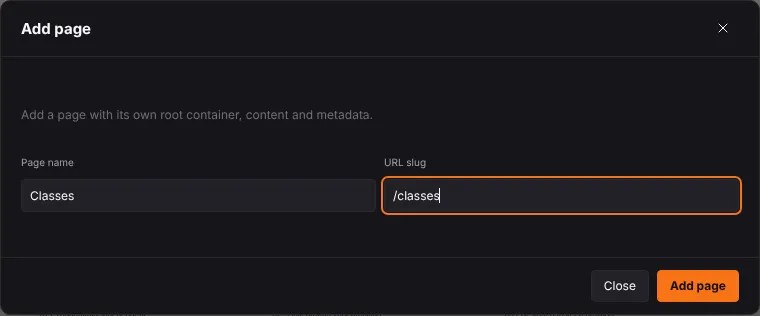 Add page
Add a page with its own root container, content and metadata.
Page name
URL slug
Classes
/classes
Close
Add page